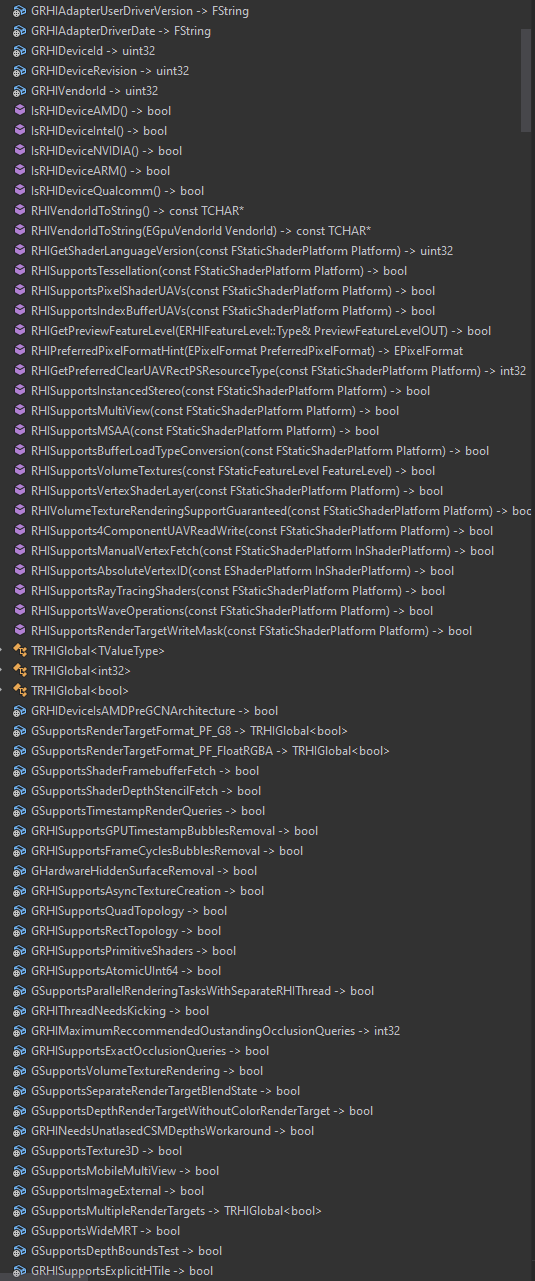 GRHIAdapterUserDriverVersion -> FString
GRHIAdapterDriverDate -> FString
GRHIDeviceId -> uint32
GRHIDeviceRevision -> uint32
GRHIVendorId -> uint32
IsRHIDeviceAMD() -> bool
IsRHIDeviceIntel() -> bool
IsRHIDeviceNVIDIA() -> bool
IsRHIDeviceARM() -> bool
IsRHIDeviceQualcomm() -> bool
RHIVendorIdToString() -> const TCHAR*
RHIVendorIdToString(EGpuVendorId VendorId) -> const TCHAR*
RHIGetShaderLanguageVersion(const FStaticShaderPlatform Platform) -> uint32
RHISupportsTessellation(const FStaticShaderPlatform Platform) -> bool
RHISupportsPixelShaderUAVs(const FStaticShaderPlatform Platform) -> bool
RHISupportsIndexBufferUAVs(const FStaticShaderPlatform Platform) -> bool
RHIGetPreviewFeatureLevel(ERHIFeatureLevel::Type& PreviewFeatureLevelOUT) -> bool
RHIPreferredPixelFormatHint(EPixelFormat PreferredPixelFormat) -> EPixelFormat
RHIGetPreferredClearUAVRectPSResourceType(const FStaticShaderPlatform Platform) -> int32
RHISupportsInstancedStereo(const FStaticShaderPlatform Platform) -> bool
RHISupportsMultiView(const FStaticShaderPlatform Platform) -> bool
RHISupportsMSAA(const FStaticShaderPlatform Platform) -> bool
RHISupportsBufferLoadTypeConversion(const FStaticShaderPlatform Platform) -> bool
RHISupportsVolumeTextures(const FStaticFeatureLevel FeatureLevel) -> bool
RHISupportsVertexShaderLayer(const FStaticShaderPlatform Platform) -> bool
RHIVolumeTextureRenderingSupportGuaranteed(const FStaticShaderPlatform Platform) -> boo
RHISupports4ComponentUAVReadWrite(const FStaticShaderPlatform Platform) -> bool
RHISupportsManualVertexFetch(const FStaticShaderPlatform InShaderPlatform) -> bool
RHISupportsAbsoluteVertexID(const EShaderPlatform InShaderPlatform) -> bool
RHISupportsRayTracingShaders(const FStaticShaderPlatform Platform) -> bool
RHISupportsWaveOperations(const FStaticShaderPlatform Platform) -> bool
RHISupportsRenderTargetWriteMask(const FStaticShaderPlatform Platform) -> bool
TRHIGlobal<TValueType>
TRHIGlobal<int32>
TRHIGlobal<bool>
GRHIDeviceIsAMDPreGCNArchitecture -> bool
GSupportsRenderTargetFormat_PF_G8 -> TRHIGlobal<bool>
GSupportsRenderTargetFormat_PF_FloatRGBA -> TRHIGlobal<bool>
GSupportsShaderFramebufferFetch -> bool
GSupportsShaderDepthStencilFetch -> bool
GSupportsTimestampRenderQueries -> bool
GRHISupportsGPUTimestampBubblesRemoval -> bool
GRHISupportsFrameCyclesBubblesRemoval -> bool
GHardwareHiddenSurfaceRemoval -> bool
GRHISupportsAsyncTextureCreation -> bool
GRHISupportsQuadTopology -> bool
GRHISupportsRectTopology -> bool
GRHISupportsPrimitiveShaders -> bool
GRHISupportsAtomicUInt64 -> bool
GSupportsParallelRenderingTasksWithSeparateRHIThread -> bool
GRHIThreadNeedsKicking -> bool
GRHIMaximumReccommendedOustandingOcclusionQueries -> int32
GRHISupportsExactOcclusionQueries -> bool
GSupportsVolumeTextureRendering -> bool
GSupportsSeparateRenderTargetBlendState -> bool
GSupportsDepthRenderTargetWithoutColorRenderTarget -> bool
GRHINeedsUnatlasedCSMDepthsWorkaround -> bool
GSupportsTexture3D -> bool
GSupportsMobileMultiView -> bool
GSupportsImageExternal -> bool
GSupportsMultipleRenderTargets -> TRHIGlobal<bool>
GSupportsWideMRT -> bool
GSupportsDepthBoundsTest -> bool
GRHISupportsExplicitHTile -> bool